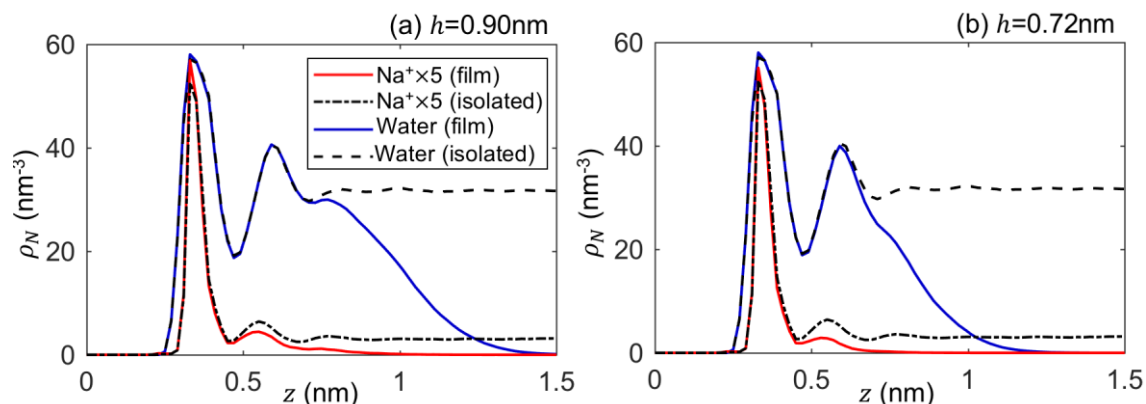 (a) h=0.90nm
60
40
20
0
ρN (nm-3)
0
0.5
1
1.5
z (nm)
Na+×5 (film)
Na+×5 (isolated)
Water (film)
Water (isolated)
(b) h=0.72nm
60
40
20
0
ρN (nm-3)
0
0.5
1
1.5
z (nm)